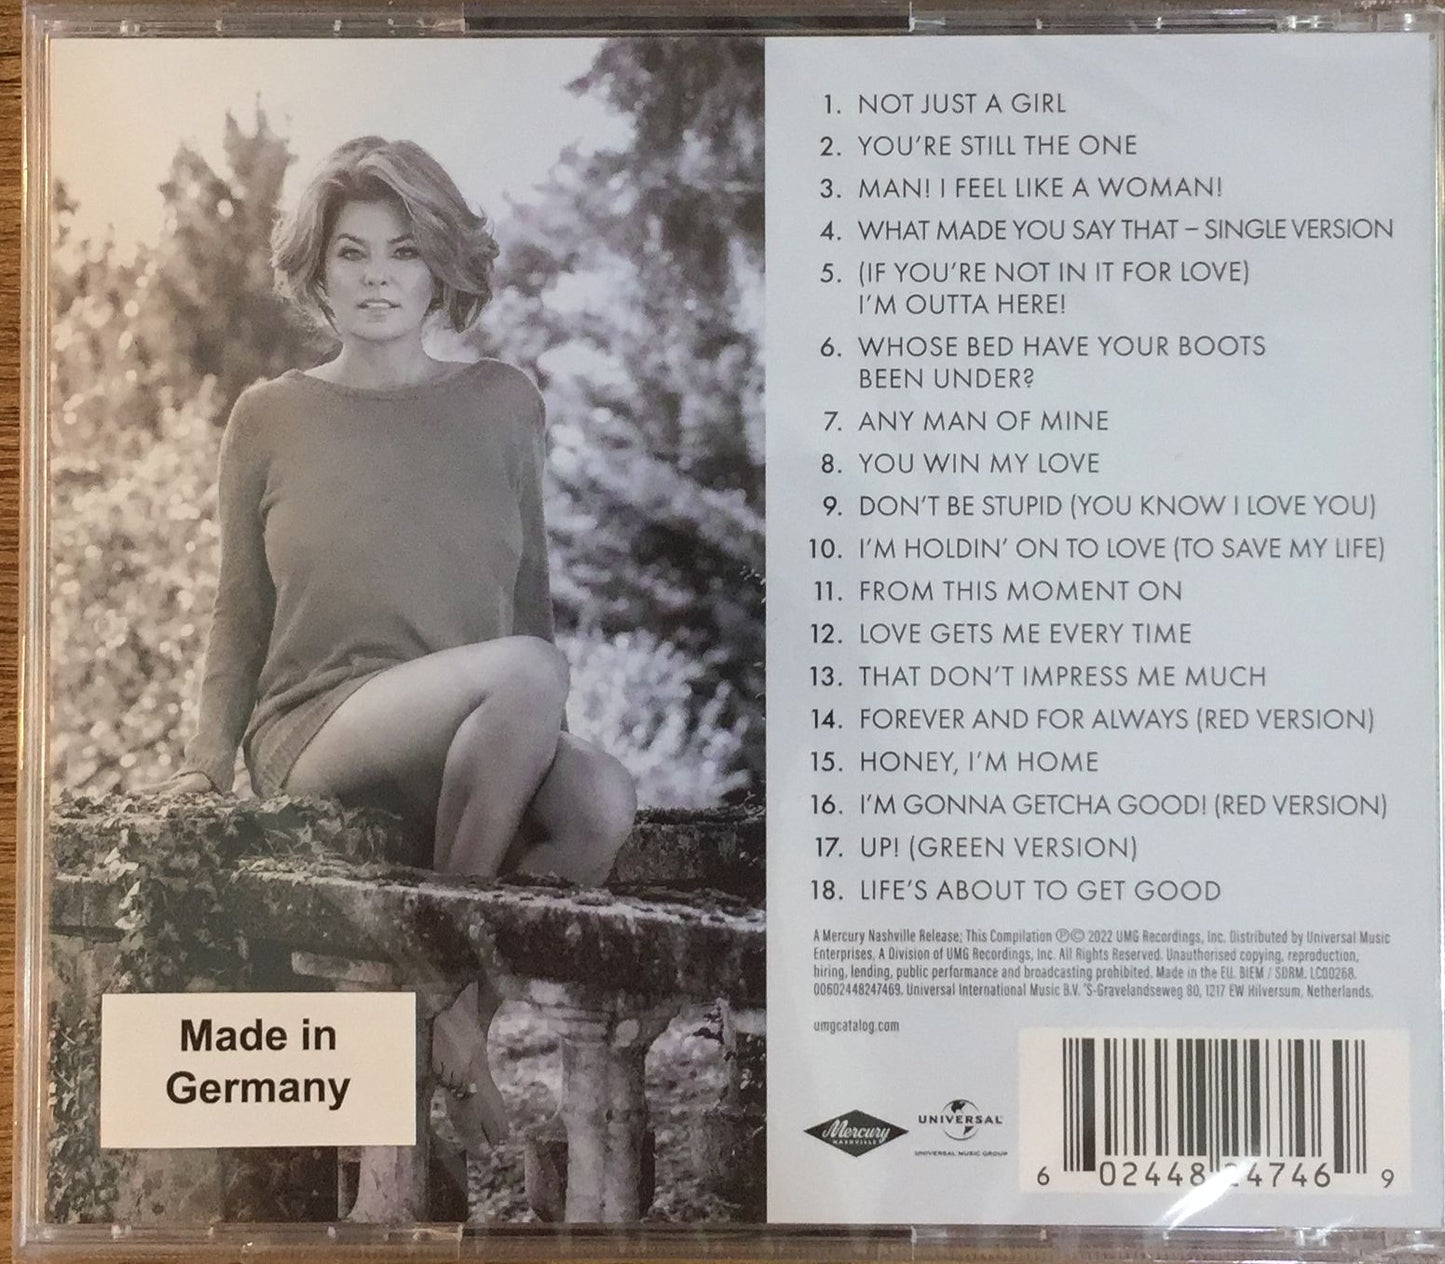 1. NOT JUST A GIRL
2. YOU'RE STILL THE ONE
3. MAN! I FEEL LIKE A WOMAN!
4. WHAT MADE YOU SAY THAT – SINGLE VERSION
5. (IF YOU'RE NOT IN IT FOR LOVE)
I'M OUTTA HERE!
6. WHOSE BED HAVE YOUR BOOTS
BEEN UNDER?
7. ANY MAN OF MINE
8. YOU WIN MY LOVE
9. DON'T BE STUPID (YOU KNOW I LOVE YOU)
10. I'M HOLDIN' ON TO LOVE (TO SAVE MY LIFE)
11. FROM THIS MOMENT ON
12. LOVE GETS ME EVERY TIME
13. THAT DON'T IMPRESS ME MUCH
14. FOREVER AND FOR ALWAYS (RED VERSION)
15. HONEY, I'M HOME
16. I'M GONNA GETCHA GOOD! (RED VERSION)
17. UP! (GREEN VERSION)
18. LIFE'S ABOUT TO GET GOOD
A Mercury Nashville Release; This Compilation ℗© 2022 UMG Recordings, Inc. Distributed by Universal Music
Enterprises, A Division of UMG Recordings, Inc. All Rights Reserved. Unauthorised copying, reproduction,
hiring, lending, public performance and broadcasting prohibited. Made in the EU. BIEM / SDRM. LC00268.
00602448247469. Universal International Music B.V. 'S-Gravelandseweg 80, 1217 EW Hilversum, Netherlands.
umgcatalog.com
Made in
Germany
Mercury
NASHVILLE
UNIVERSAL
UNIVERSAL MUSIC GROUP
6 02448 24746 9